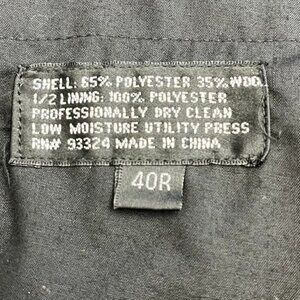 SHELL: 65% POLYESTER 35% WOO
1/2 LINING: 100% POLYESTER
PROFESSIONALLY DRY CLEAN
LOW MOISTURE UTILITY PRESS
RN# 93324 MADE IN CHINA
40R